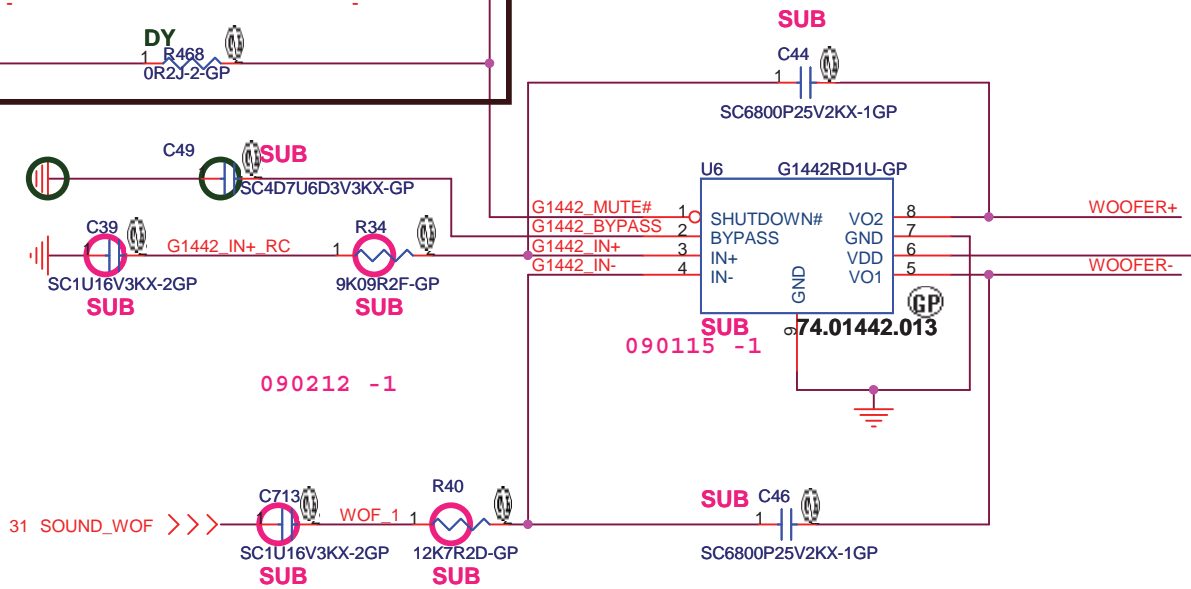 SUB
DY
1 R468
0R2J-2-GP
C44
1
SC6800P25V2KX-1GP
C49
1
SUB
SC4D7U6D3V3KX-GP
U6
G1442RD1U-GP
C39
1
G1442_IN+_RC
1
R34
SC1U16V3KX-2GP
9K09R2F-GP
SUB
SUB
G1442_MUTE#
1
SHUTDOWN#
VO2
8
WOOFER+
G1442_BYPASS
2
BYPASS
GND
7
G1442_IN+
3
IN+
VDD
6
G1442_IN-
4
IN-
VO1
5
WOOFER-
GND
9
GP
SUB
74.01442.013
090115 -1
090212 -1
31 SOUND_WOF
C713
1
WOF_1
1
R40
SC1U16V3KX-2GP
12K7R2D-GP
SUB
SUB
SUB
C46
1
SC6800P25V2KX-1GP